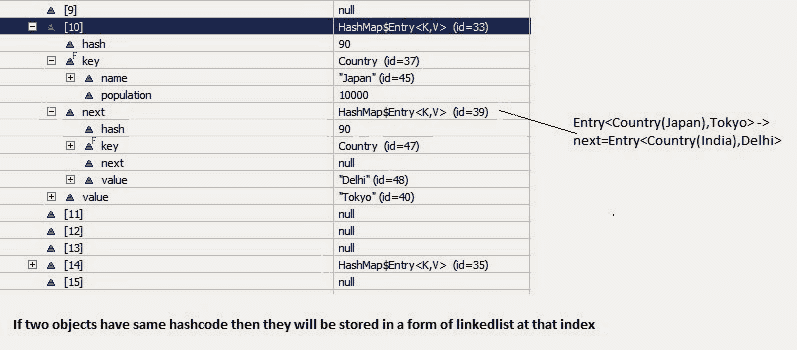 [9] null
[10] HashMap$Entry<K,V> (id=33)
hash 90
F key Country (id=37)
name "Japan" (id=45)
population 10000
next HashMap$Entry<K,V> (id=39)
hash 90
F key Country (id=47)
next null
value "Delhi" (id=48)
value "Tokyo" (id=40)
[11] null
[12] null
[13] null
[14] HashMap$Entry<K,V> (id=35)
[15] null
Entry<Country(Japan),Tokyo> ->
next=Entry<Country(India),Delhi>
If two objects have same hashcode then they will be stored in a form of linkedlist at that index